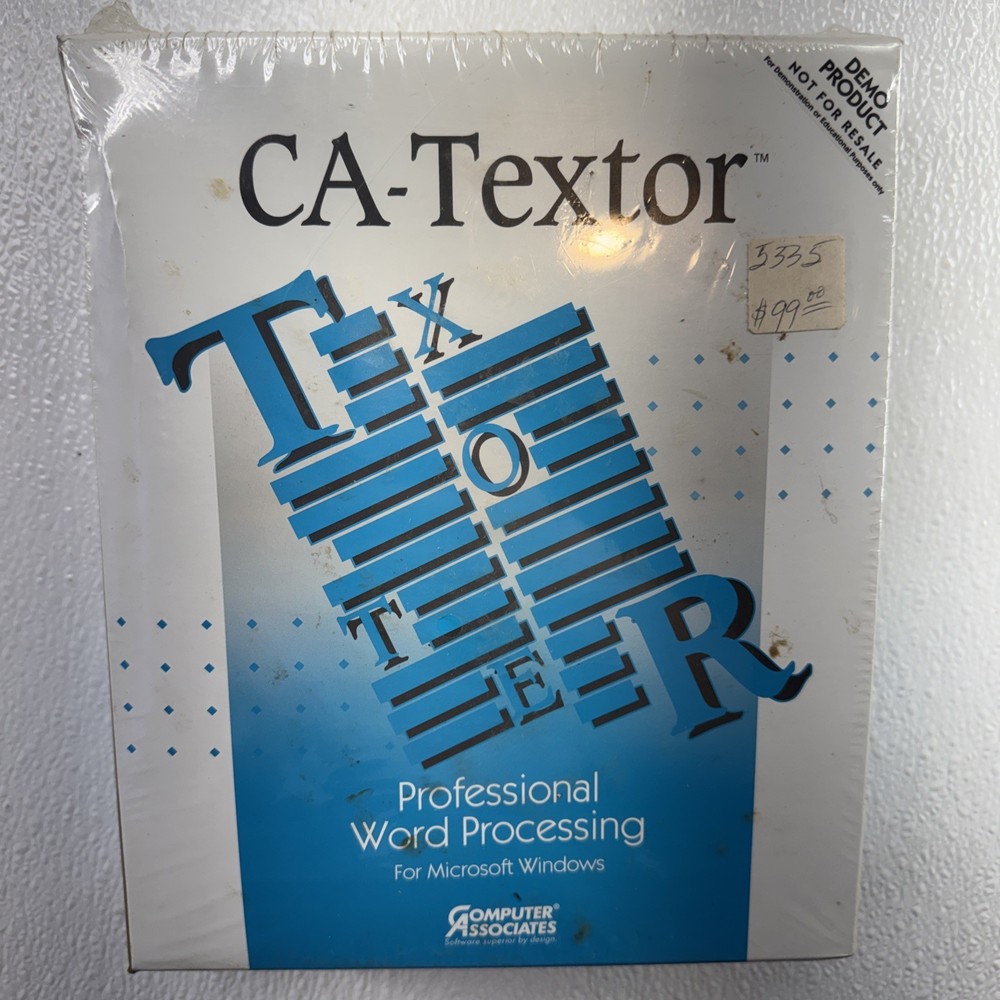 DEMO
PRODUCT
NOT FOR RESALE
For Demonstration or Educational Purposes only
CA-Textor™
5335
$99.00
T
X
O
T
E
R
Professional
Word Processing
For Microsoft Windows
COMPUTER®
ASSOCIATES
Software superior by design.